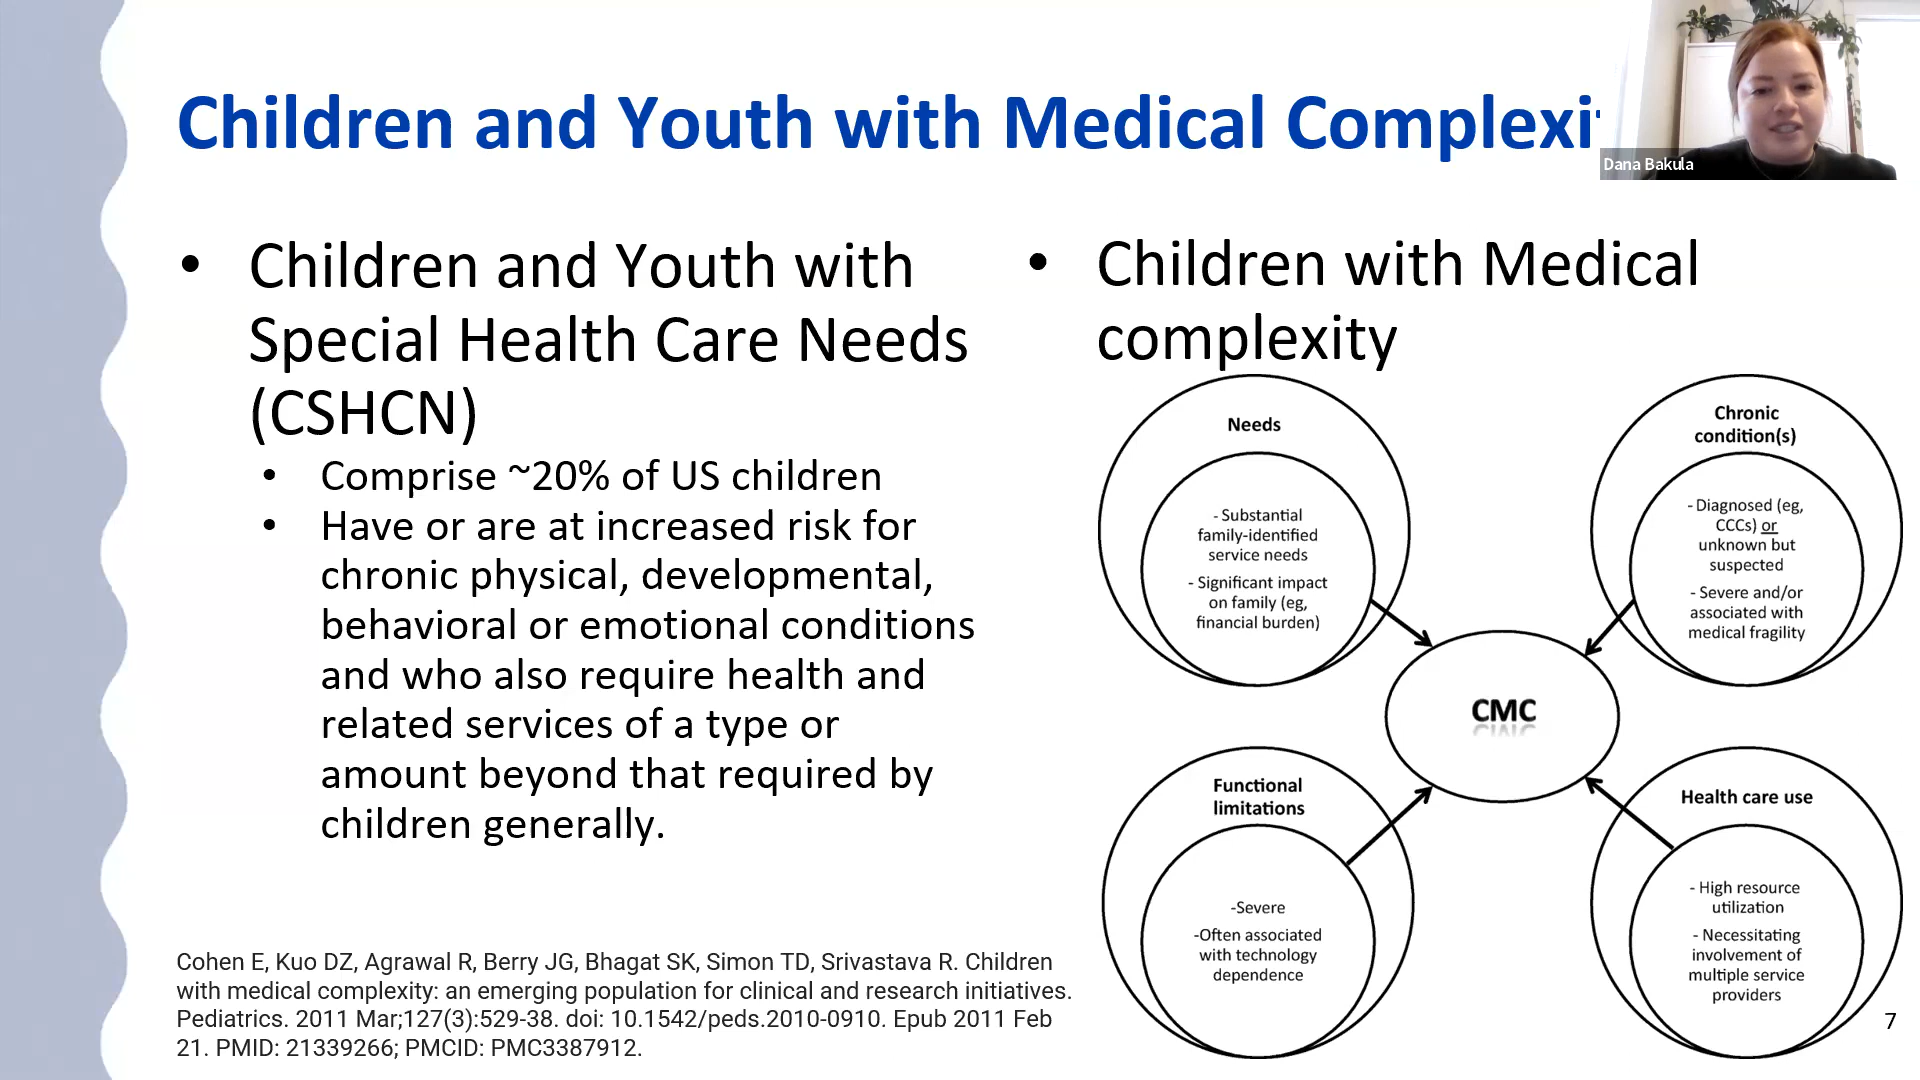 Children and Youth with Medical Complexi
Dana Bakula
• Children and Youth with
Special Health Care Needs
(CSHCN)
• Comprise ~20% of US children
• Have or are at increased risk for
chronic physical, developmental,
behavioral or emotional conditions
and who also require health and
related services of a type or
amount beyond that required by
children generally.
• Children with Medical
complexity
Needs
- Substantial
family-identified
service needs
- Significant impact
on family (eg,
financial burden)
Chronic
condition(s)
- Diagnosed (eg,
CCCs) or
unknown but
suspected
- Severe and/or
associated with
medical fragility
CMC
Functional
limitations
-Severe
-Often associated
with technology
dependence
Health care use
- High resource
utilization
- Necessitating
involvement of
multiple service
providers
Cohen E, Kuo DZ, Agrawal R, Berry JG, Bhagat SK, Simon TD, Srivastava R. Children
with medical complexity: an emerging population for clinical and research initiatives.
Pediatrics. 2011 Mar;127(3):529-38. doi: 10.1542/peds.2010-0910. Epub 2011 Feb
21. PMID: 21339266; PMCID: PMC3387912.
7